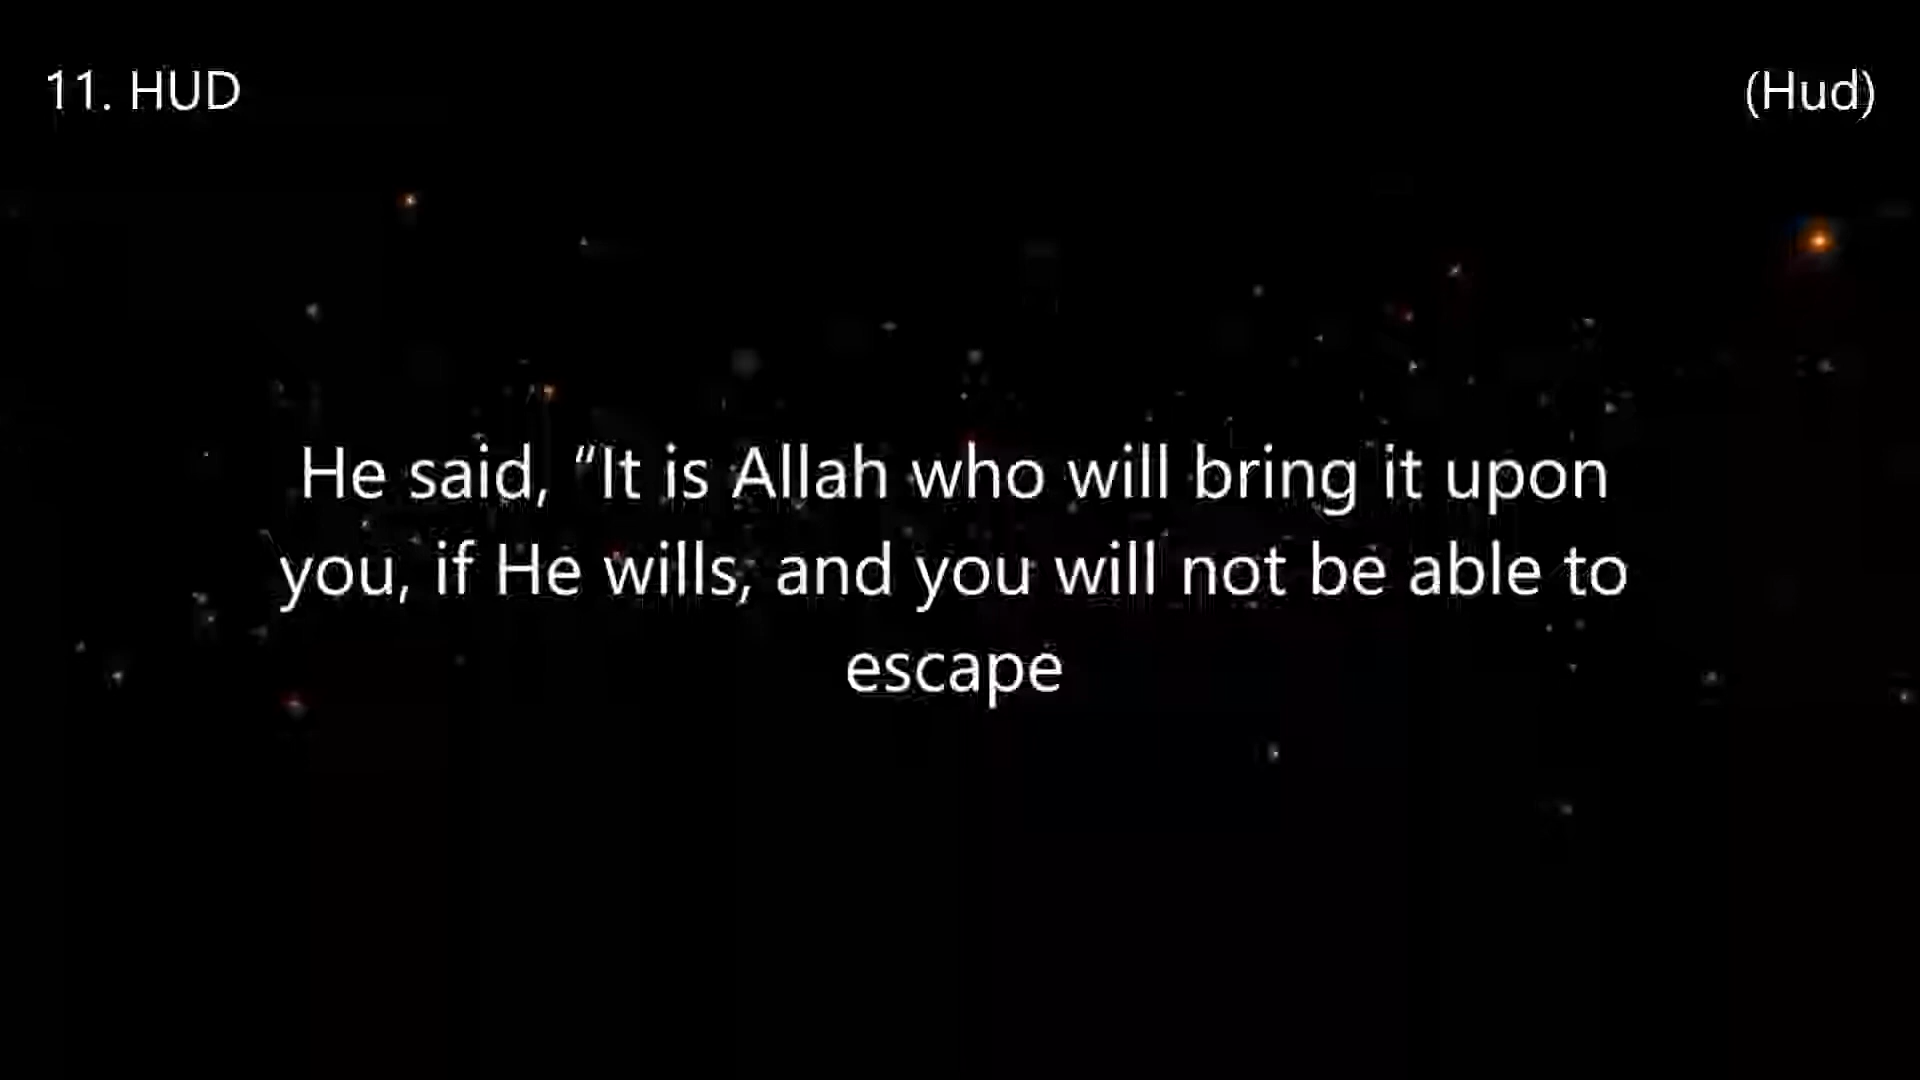 11. HUD
(Hud)
He said, “It is Allah who will bring it upon
you, if He wills, and you will not be able to
escape